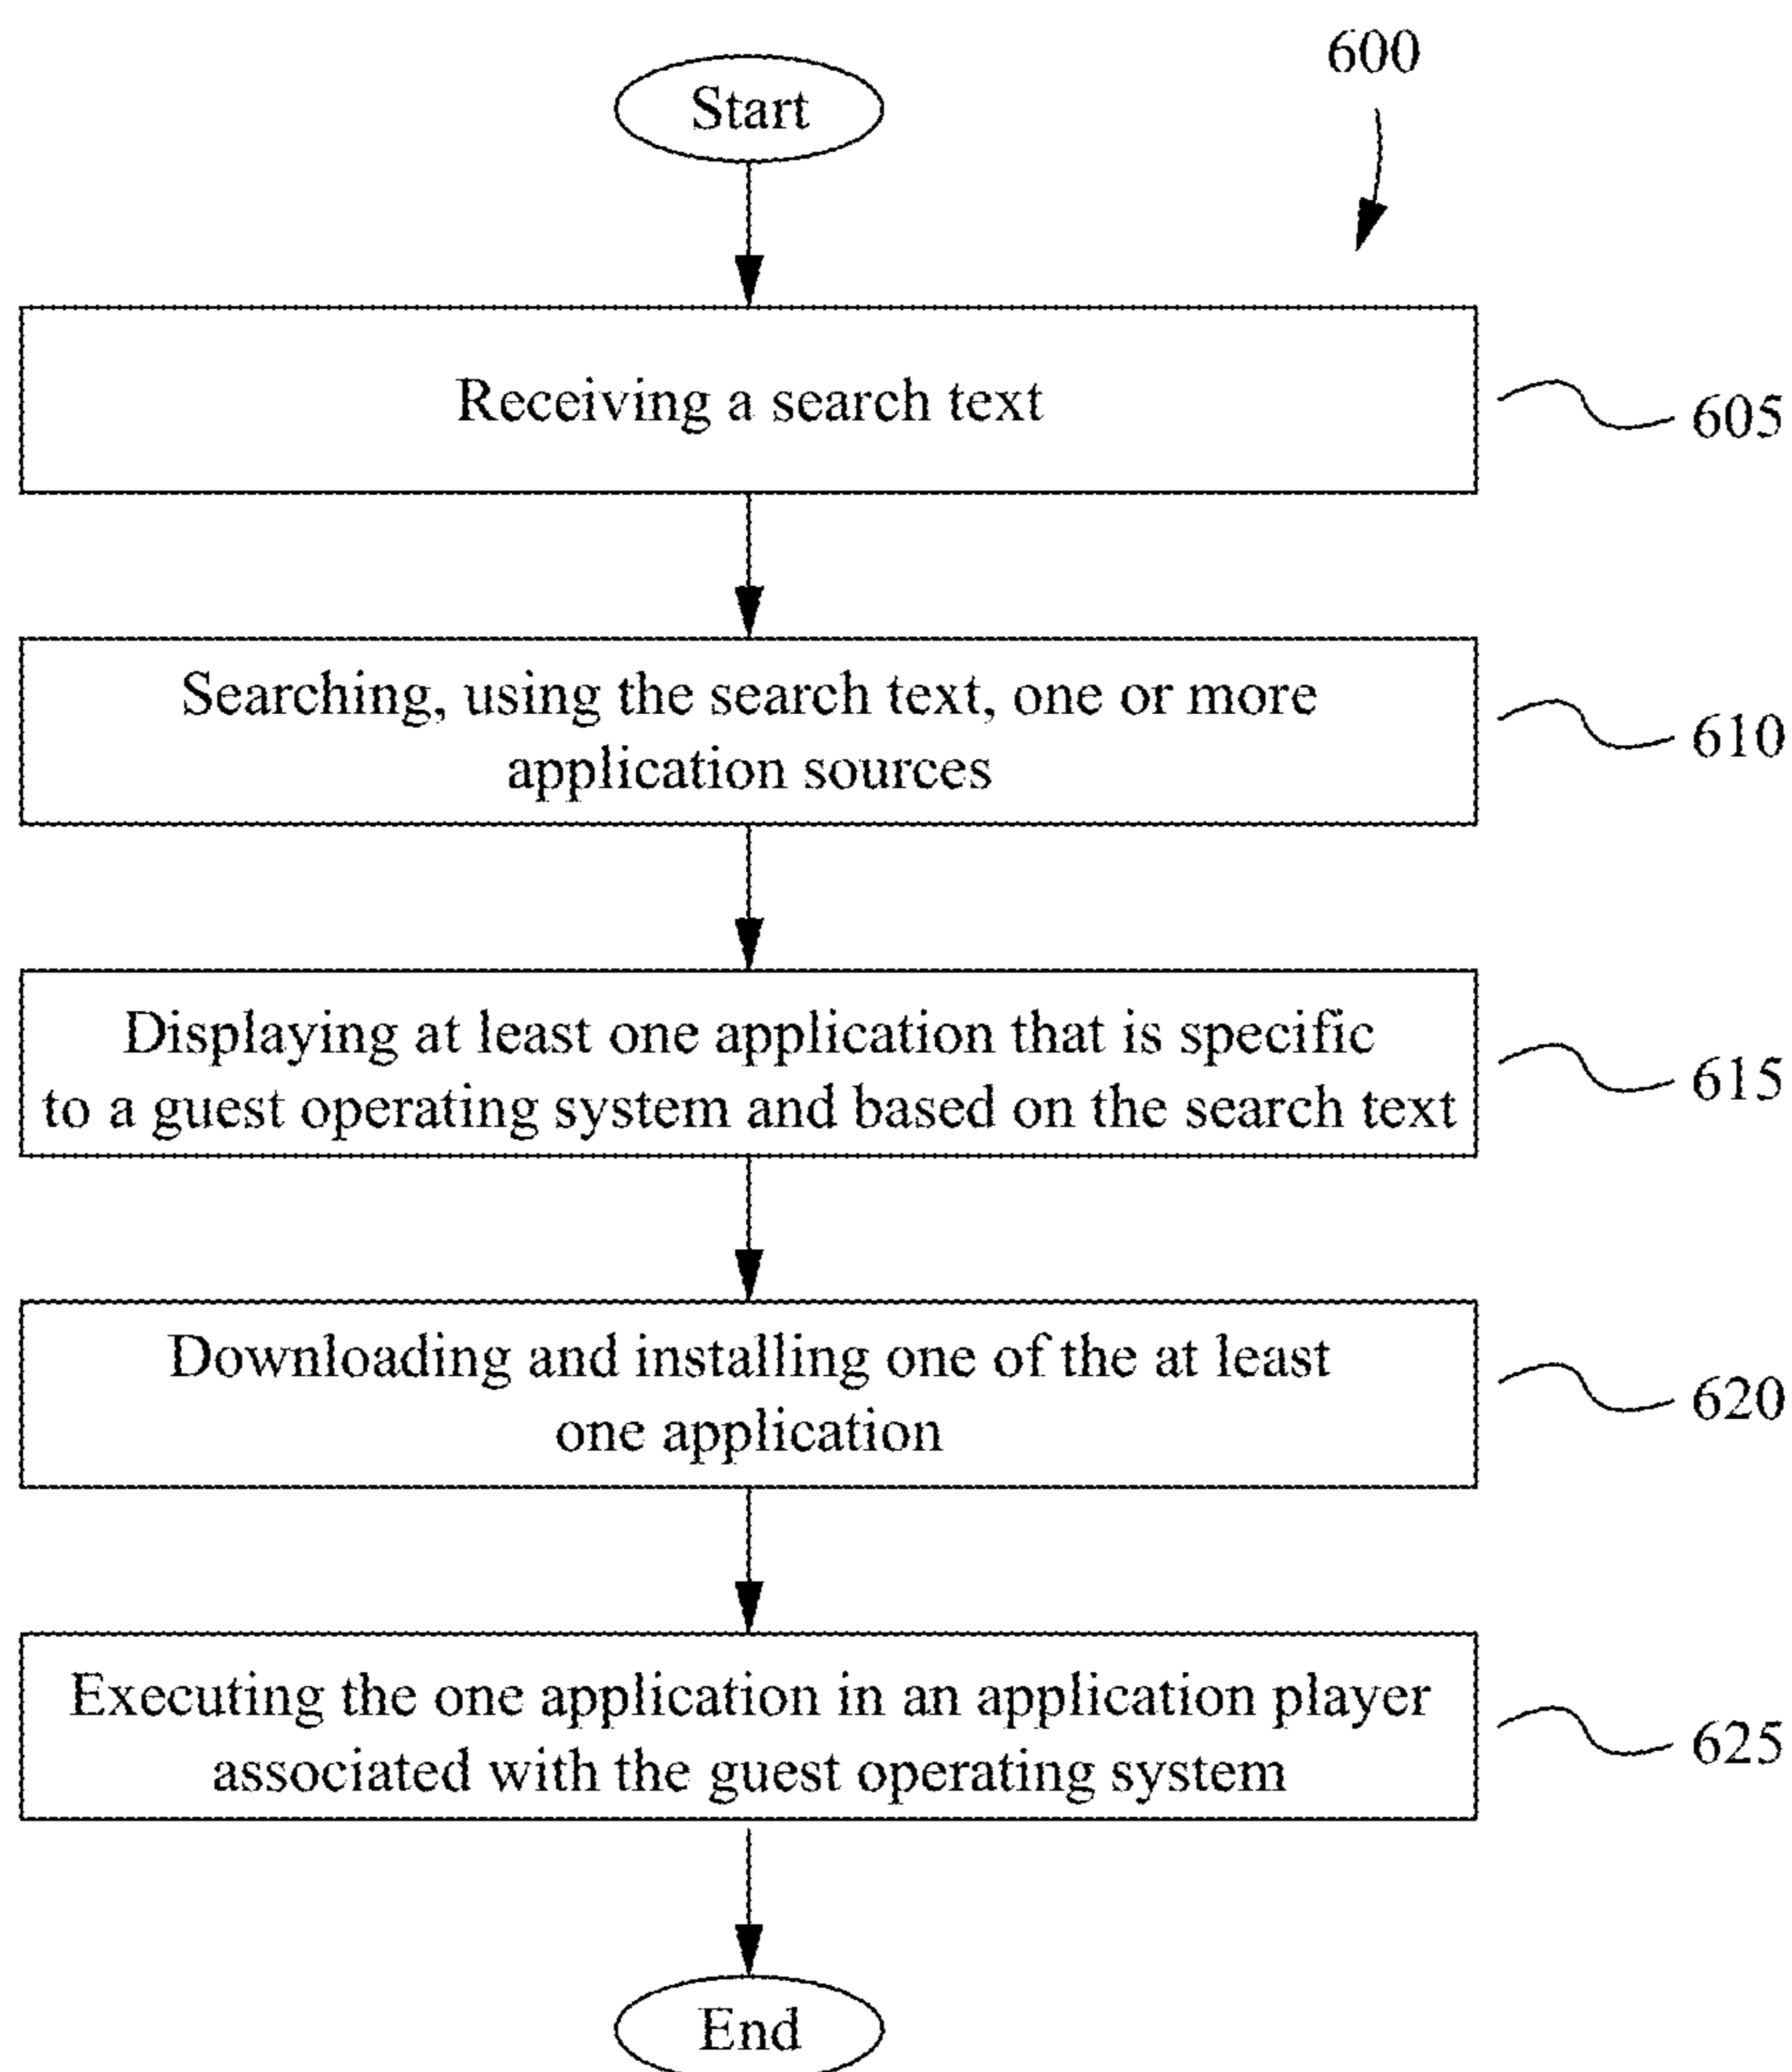 600
Start
Receiving a search text
605
Searching, using the search text, one or more
application sources
610
Displaying at least one application that is specific
to a guest operating system and based on the search text
615
Downloading and installing one of the at least
one application
620
Executing the one application in an application player
associated with the guest operating system
625
End